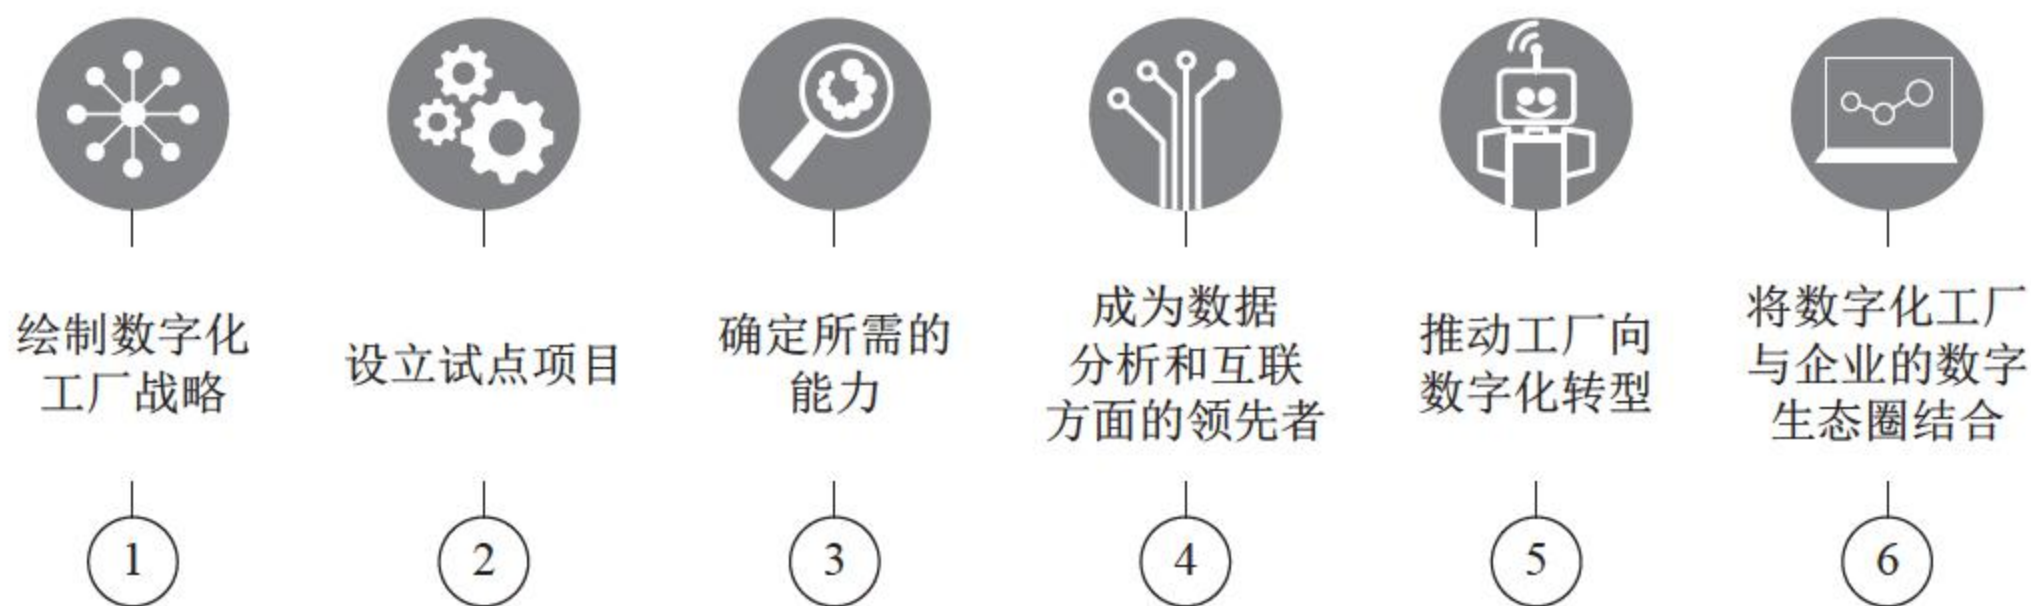 绘制数字化
工厂战略
设立试点项目
确定所需的
能力
成为数据
分析和互联
方面的领先者
推动工厂向
数字化转型
将数字化工厂
与企业的数字
生态圈结合
1
2
3
4
5
6